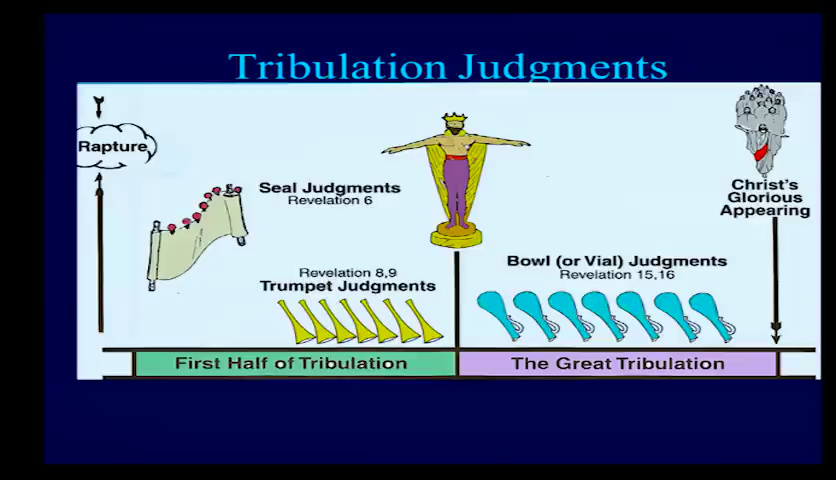 Tribulation Judgments
Rapture
Seal Judgments
Revelation 6
Christ's
Glorious
Appearing
Revelation 8,9
Trumpet Judgments
Bowl (or Vial) Judgments
Revelation 15,16
First Half of Tribulation
The Great Tribulation